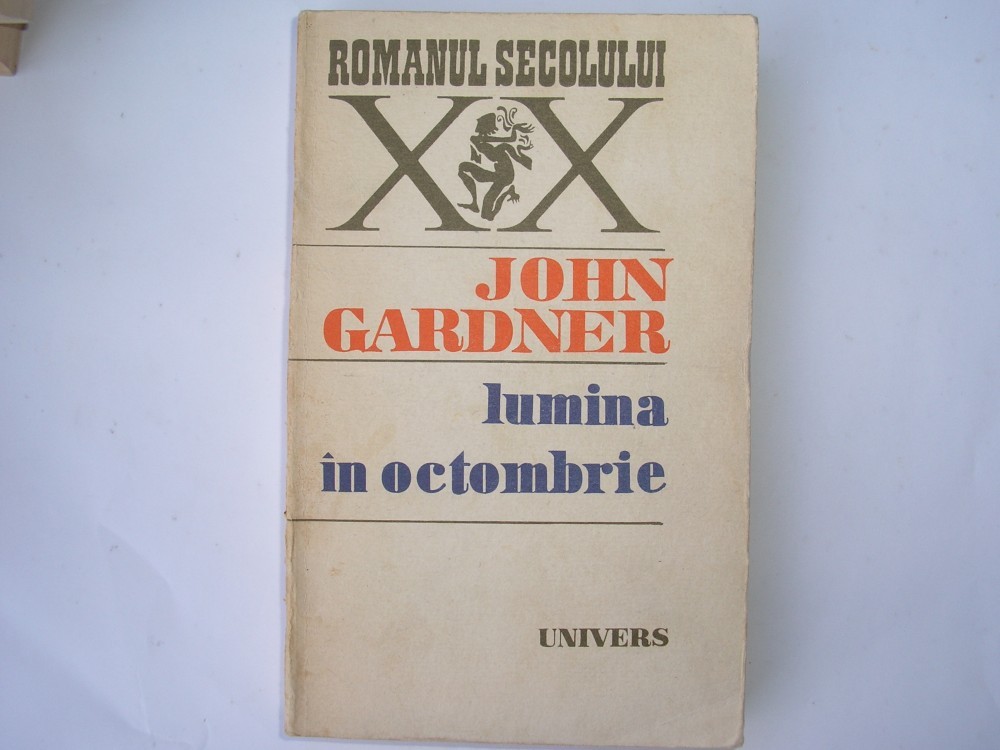 ROMANUL SECOLULUI
XX
JOHN
GARDNER
lumina
în octombrie
UNIVERS